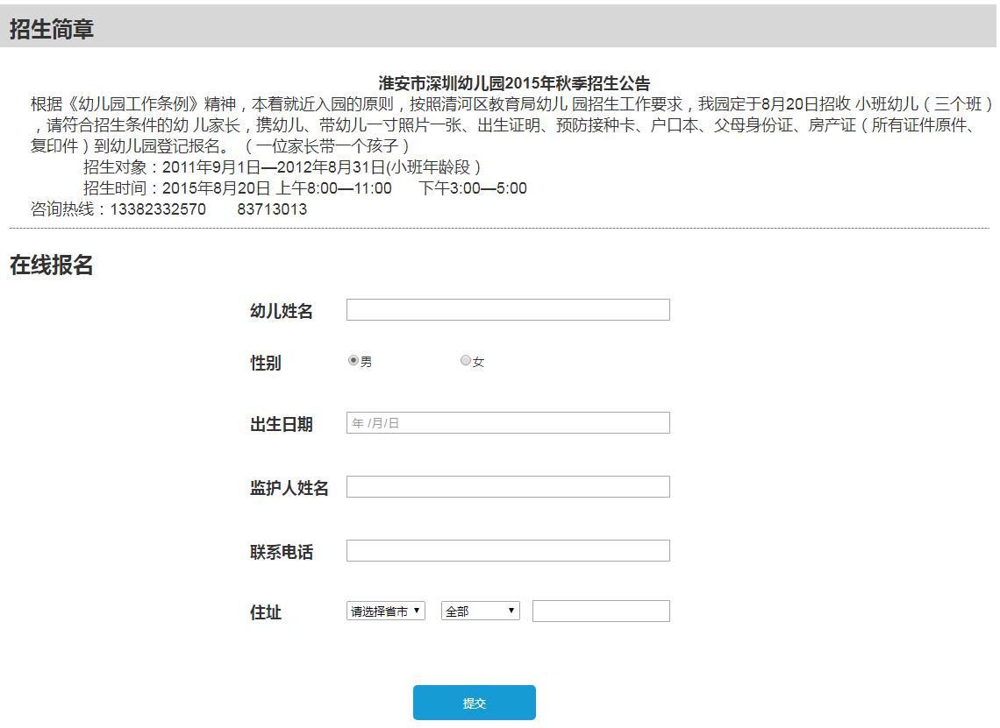 招生简章
淮安市深圳幼儿园2015年秋季招生公告
根据《幼儿园工作条例》精神，本着就近入园的原则，按照清河区教育局幼儿 园招生工作要求，我园定于8月20日招收 小班幼儿（三个班）
，请符合招生条件的幼 儿家长，携幼儿、带幼儿一寸照片一张、出生证明、预防接种卡、户口本、父母身份证、房产证（所有证件原件、
复印件）到幼儿园登记报名。（一位家长带一个孩子）
招生对象：2011年9月1日—2012年8月31日(小班年龄段）
招生时间：2015年8月20日 上午8:00—11:00 下午3:00—5:00
咨询热线：13382332570 83713013
在线报名
幼儿姓名
性别 男 女
出生日期 年 /月/日
监护人姓名
联系电话
住址 请选择省市 全部
提交